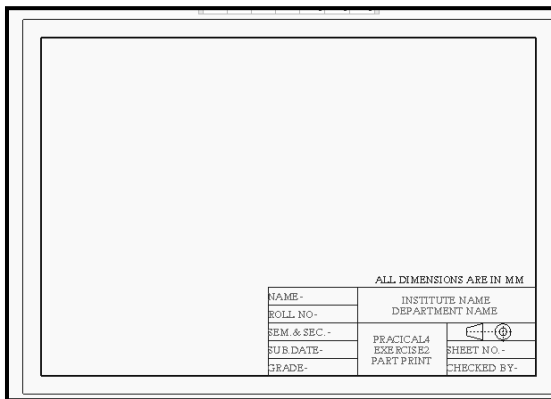 ALL DIMENSIONS ARE IN MM
NAME-
ROLL NO-
SEM. & SEC.-
SUB.DATE-
GRADE-
INSTITUTE NAME
DEPARTMENT NAME
PRACICAL4
EXERCISE2
PART PRINT
SHEET NO.-
CHECKED BY-